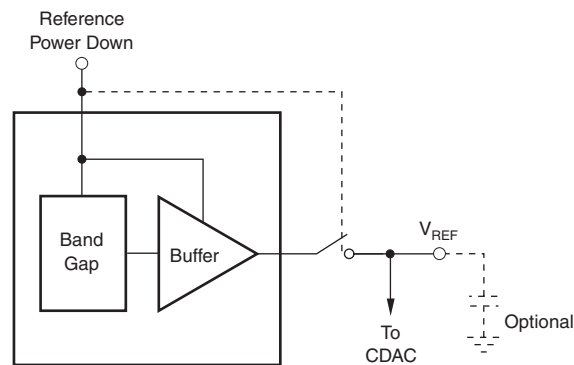 Reference
Power Down
Band
Gap
Buffer
V_REF
To
CDAC
Optional